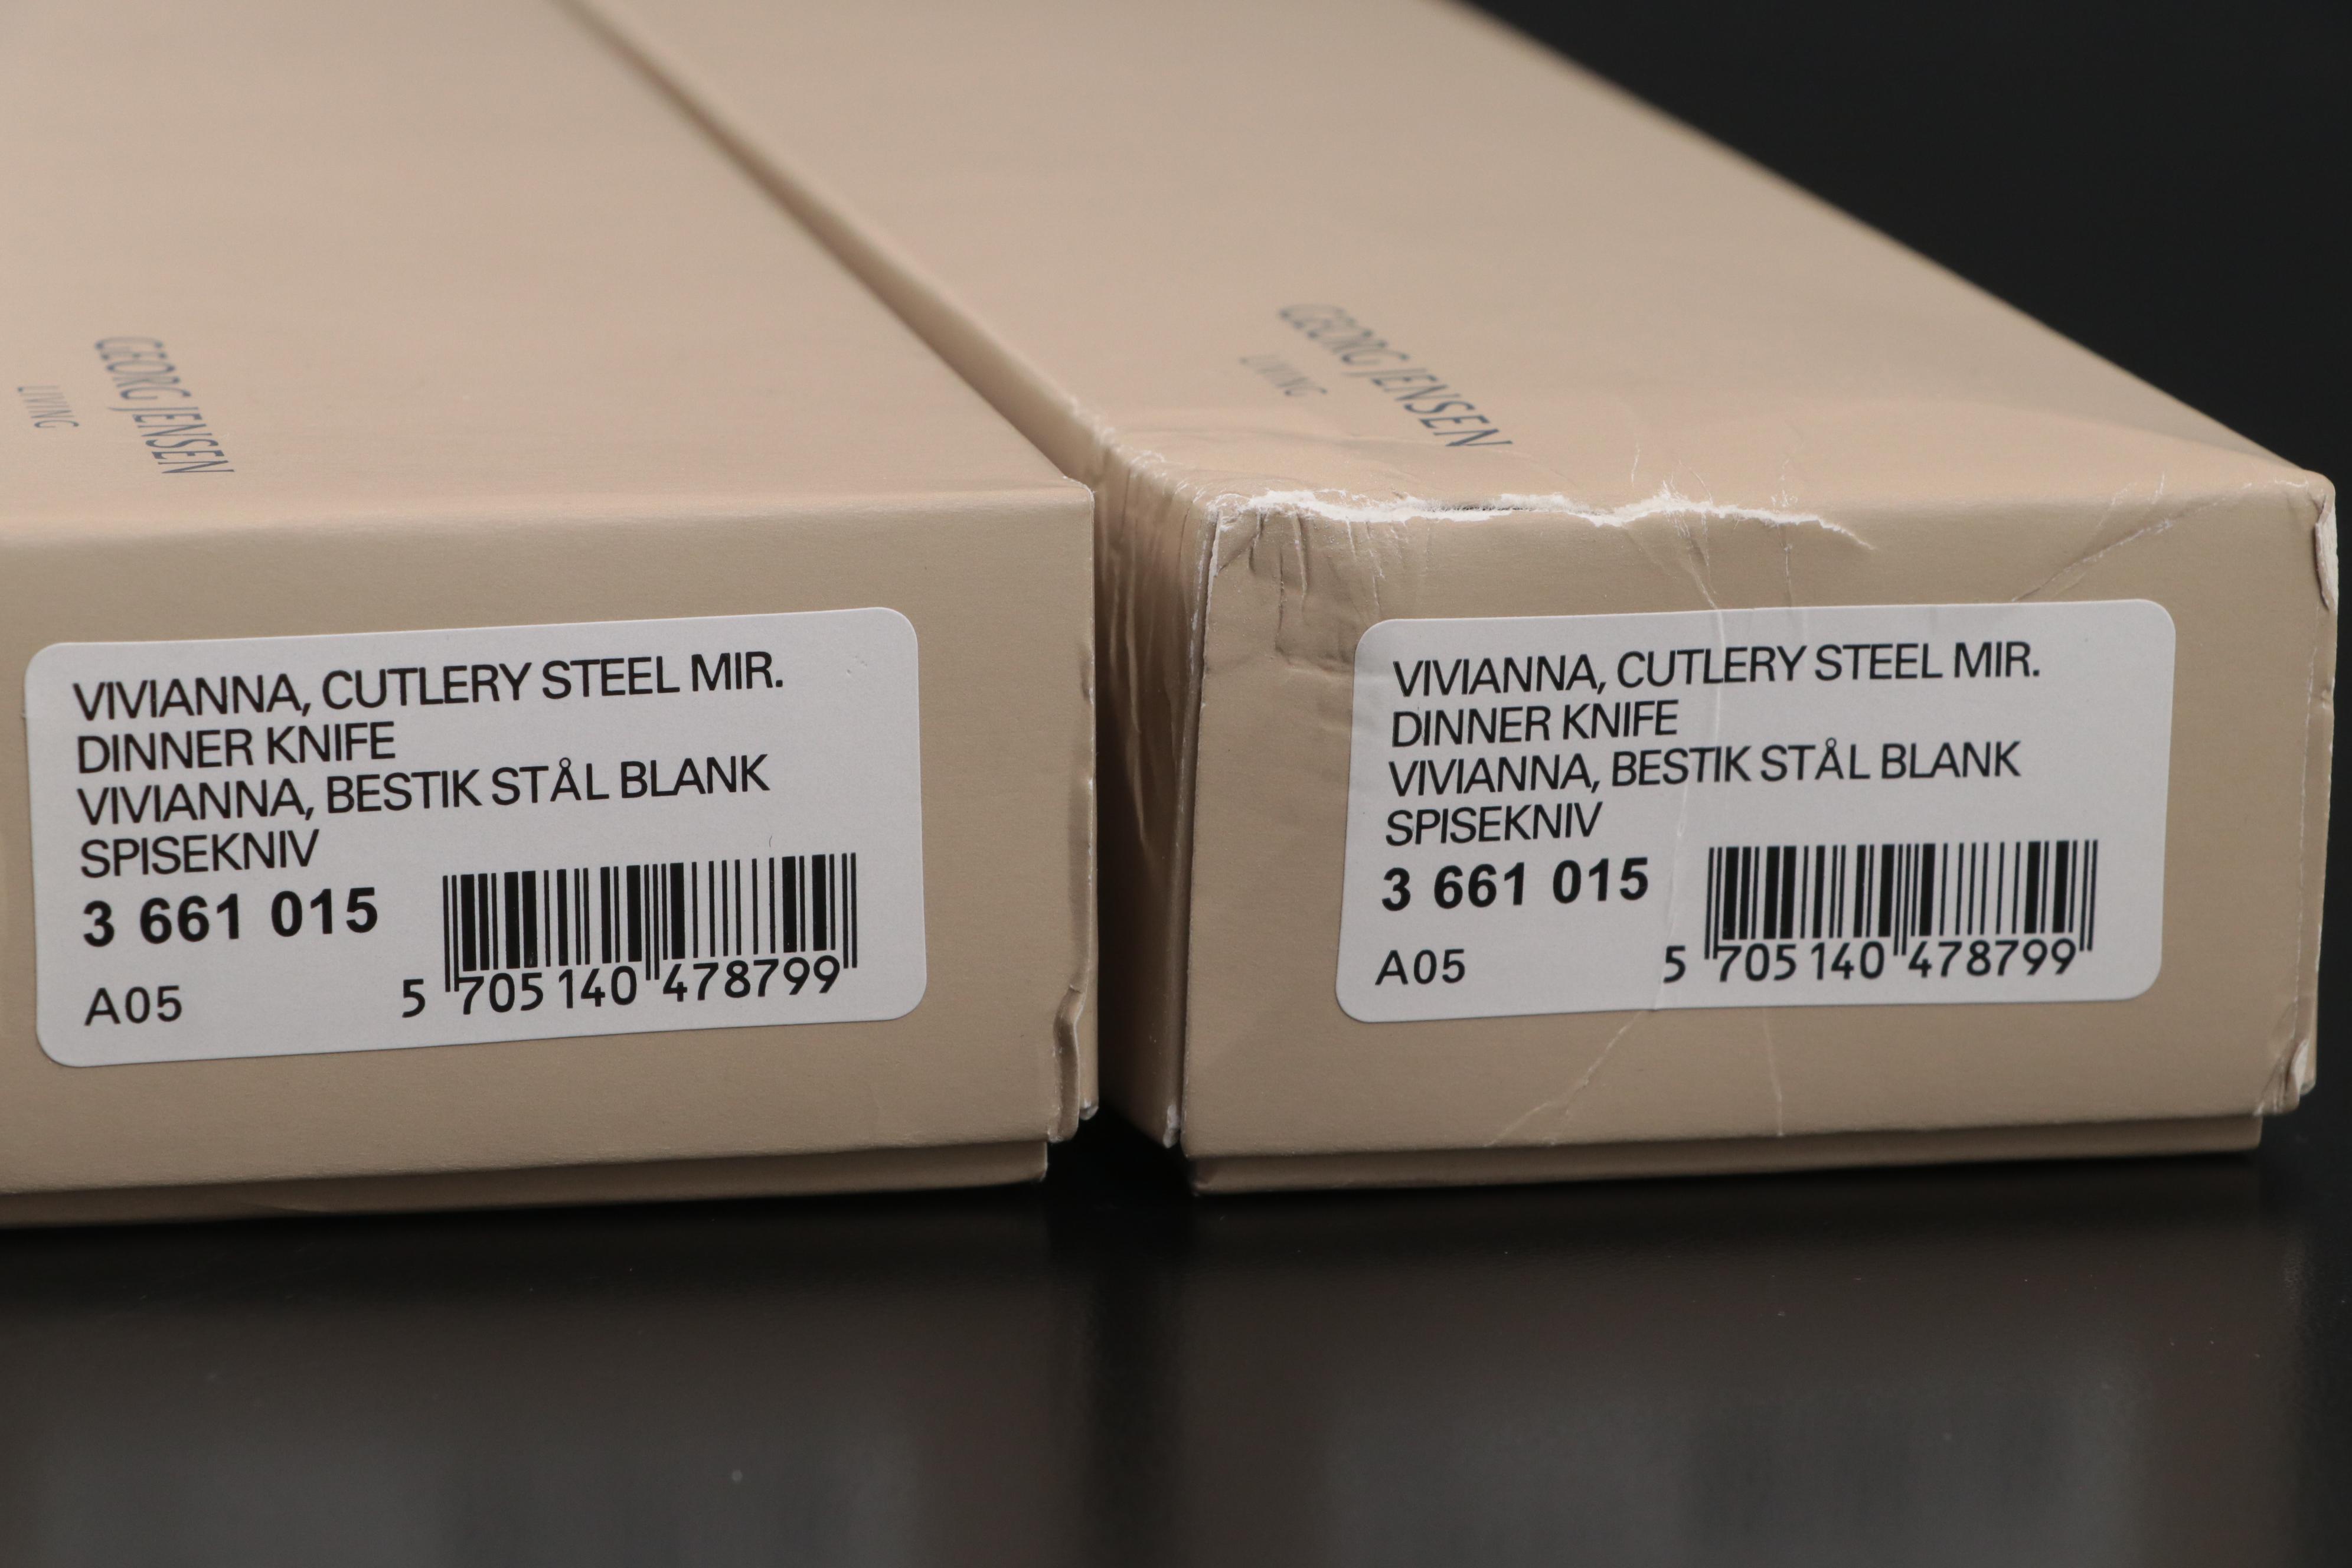 GEORG JENSEN
LIVING
VIVIANNA, CUTLERY STEEL MIR.
DINNER KNIFE
VIVIANNA, BESTIK STÅL BLANK
SPISEKNIV
3 661 015
A05
5 705140 478799
GEORG JENSEN
LIVING
VIVIANNA, CUTLERY STEEL MIR.
DINNER KNIFE
VIVIANNA, BESTIK STÅL BLANK
SPISEKNIV
3 661 015
A05
5 705140 478799